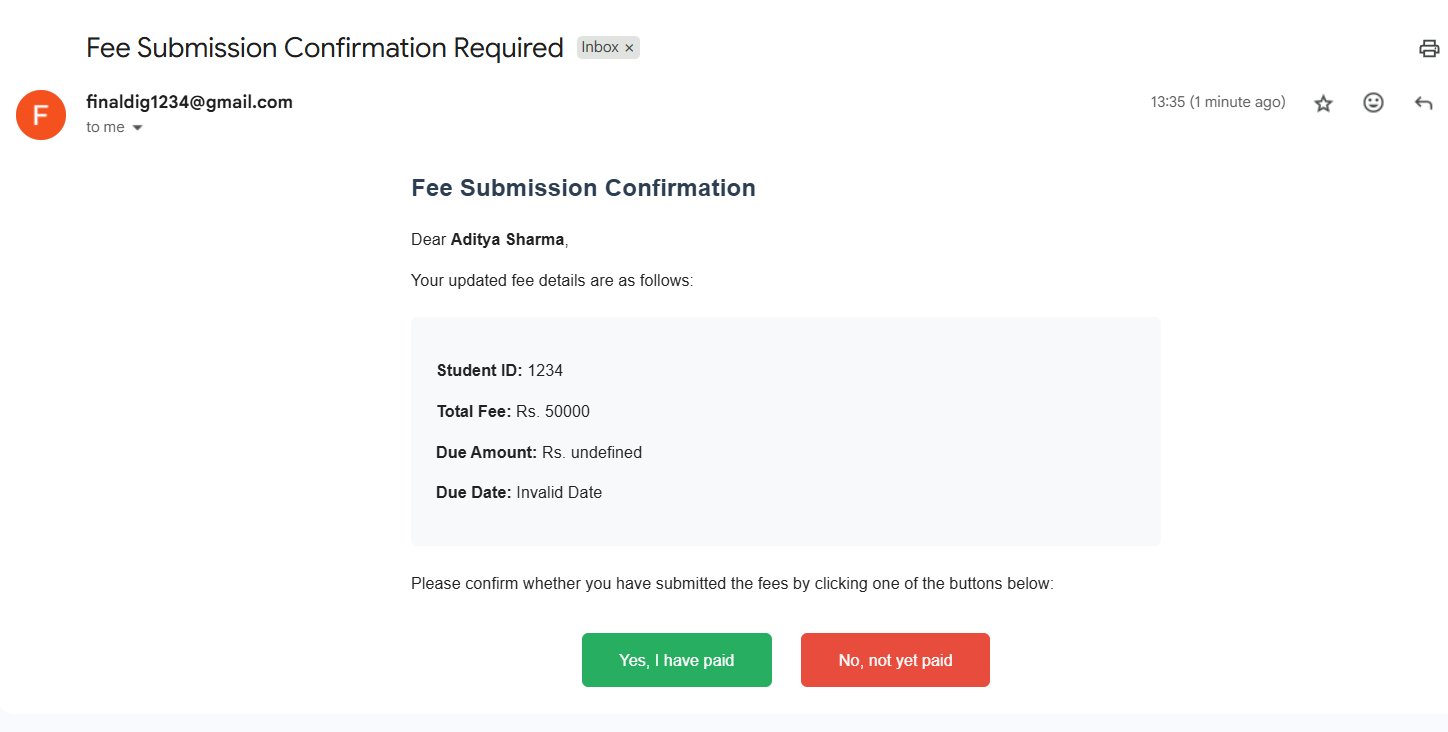 Fee Submission Confirmation Required Inbox ×
F
finaldig1234@gmail.com 13:35 (1 minute ago)
to me
Fee Submission Confirmation
Dear Aditya Sharma,
Your updated fee details are as follows:
Student ID: 1234
Total Fee: Rs. 50000
Due Amount: Rs. undefined
Due Date: Invalid Date
Please confirm whether you have submitted the fees by clicking one of the buttons below:
Yes, I have paid No, not yet paid